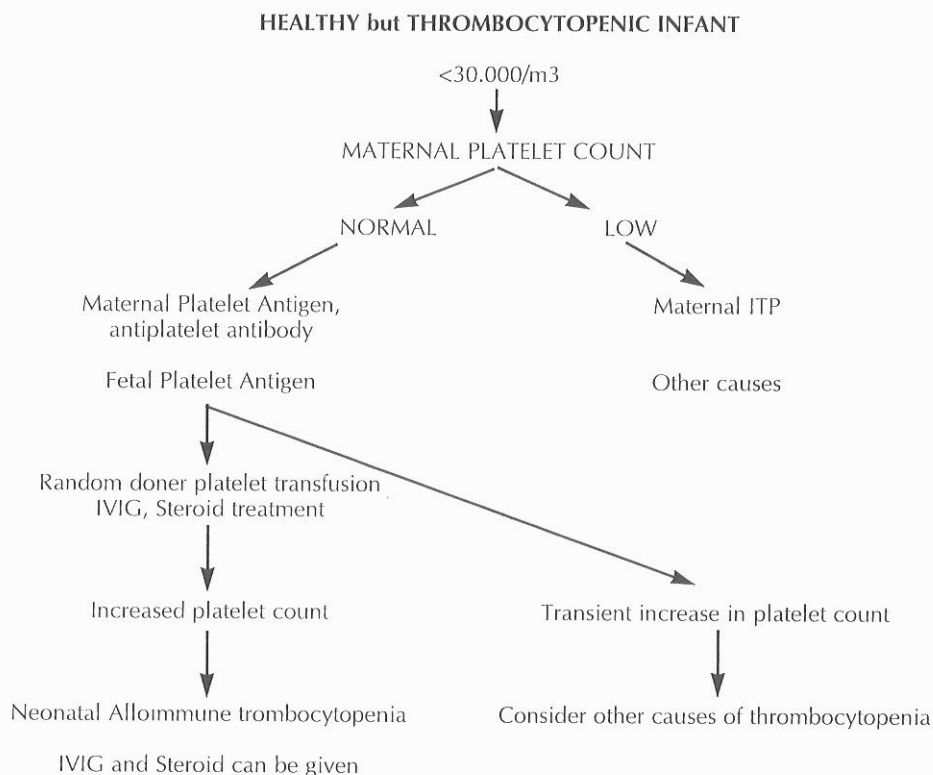 HEALTHY but THROMBOCYTOPENIC INFANT
<30.000/m3
MATERNAL PLATELET COUNT
NORMAL
LOW
Maternal Platelet Antigen,
antiplatelet antibody
Maternal ITP
Fetal Platelet Antigen
Other causes
Random doner platelet transfusion
IVIG, Steroid treatment
Increased platelet count
Transient increase in platelet count
Neonatal Alloimmune trombocytopenia
Consider other causes of thrombocytopenia
IVIG and Steroid can be given